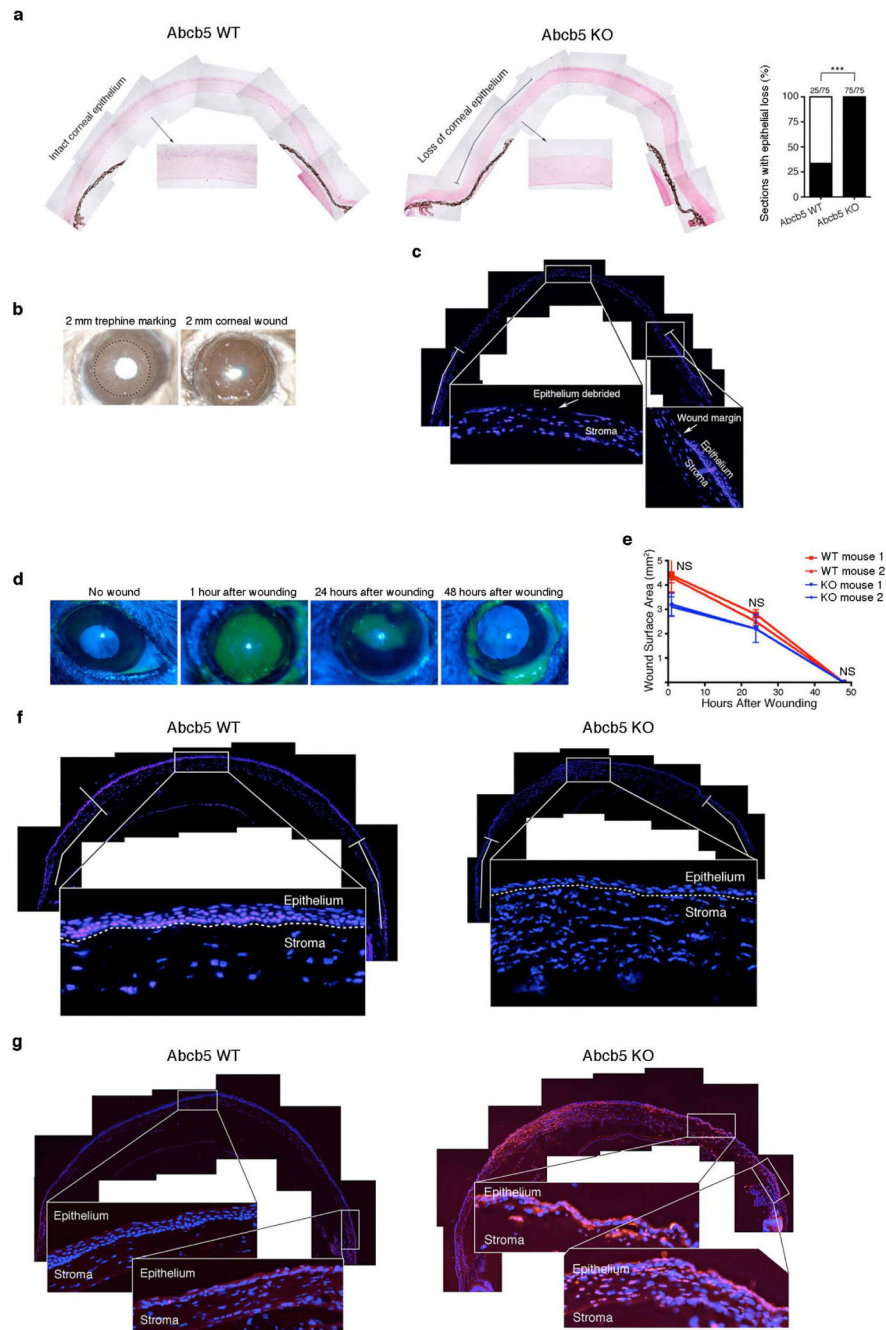 a
Abcb5 WT
Abcb5 KO
Intact corneal epithelium
Loss of corneal epithelium
Sections with epithelial loss (%)
***
25/75
75/75
100
75
50
25
0
Abcb5 WT
Abcb5 KO
b
2 mm trephine marking
2 mm corneal wound
c
Epithelium debrided
Stroma
Wound margin
Epithelium
Stroma
d
No wound
1 hour after wounding
24 hours after wounding
48 hours after wounding
e
Wound Surface Area (mm²)
5
4
3
2
1
NS
NS
NS
0
10
20
30
40
50
Hours After Wounding
WT mouse 1
WT mouse 2
KO mouse 1
KO mouse 2
f
Abcb5 WT
Abcb5 KO
Epithelium
Stroma
Epithelium
Stroma
g
Abcb5 WT
Abcb5 KO
Epithelium
Stroma
Epithelium
Stroma
Epithelium
Stroma
Epithelium
Stroma